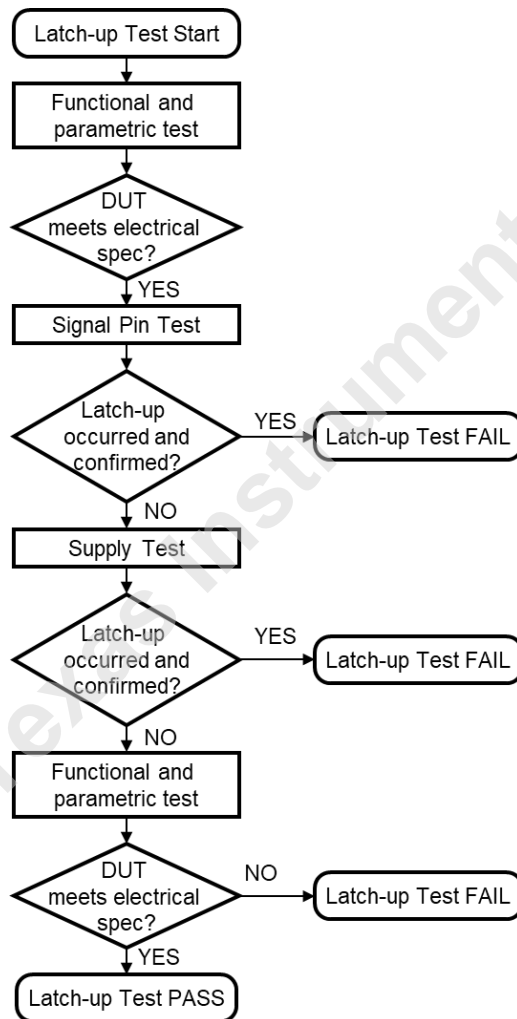 Latch-up Test Start
Functional and
parametric test
DUT
meets electrical
spec?
YES
Signal Pin Test
Latch-up
occurred and
confirmed?
YES
Latch-up Test FAIL
NO
Supply Test
Latch-up
occurred and
confirmed?
YES
Latch-up Test FAIL
NO
Functional and
parametric test
DUT
meets electrical
spec?
NO
Latch-up Test FAIL
YES
Latch-up Test PASS
Texas Instrument